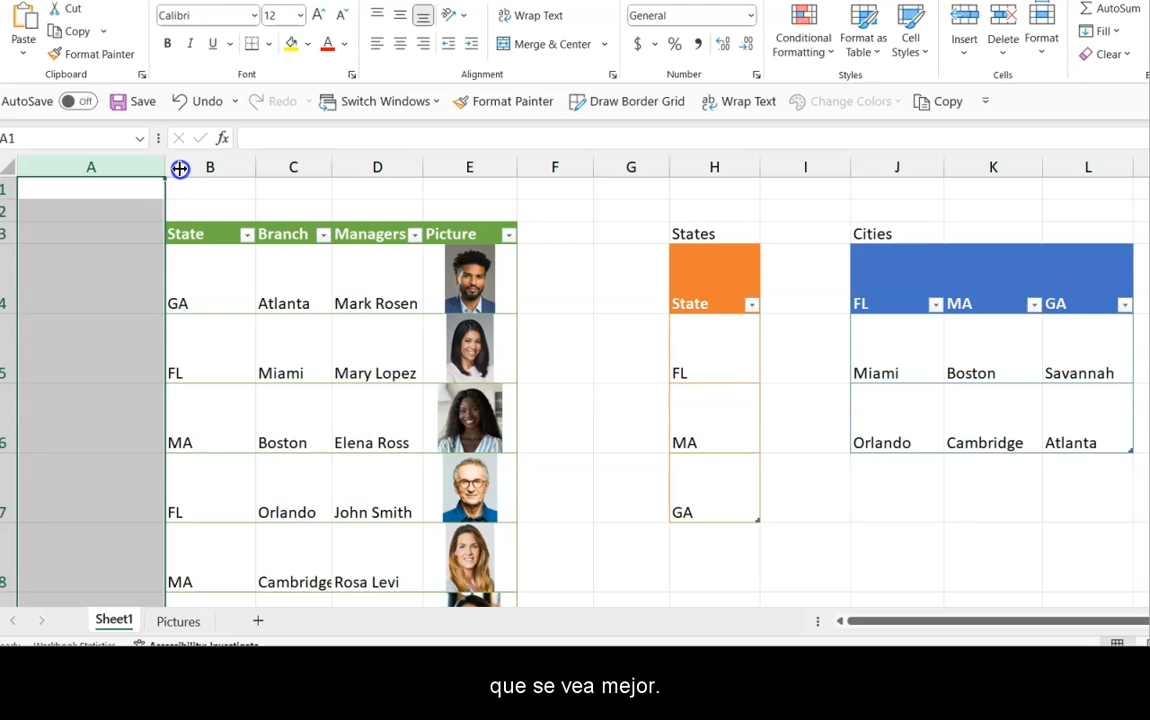 Cut
Calibri 12 Wrap Text General AutoSum
Paste Copy Conditional Format as Cell Insert Delete Format Fill
Format Painter B I U Merge & Center $ % Formatting Table Styles Clear
Clipboard Font Alignment Number Styles Cells
AutoSave Off Save Undo Redo Switch Windows Format Painter Draw Border Grid Wrap Text Change Colors Copy
A1 fx
A B C D E F G H I J K L
1
2
3 State Branch Managers Picture States Cities
4 GA Atlanta Mark Rosen State FL MA GA
5 FL Miami Mary Lopez FL Miami Boston Savannah
6 MA Boston Elena Ross MA Orlando Cambridge Atlanta
7 FL Orlando John Smith GA
8 MA Cambridge Rosa Levi
Sheet1 Pictures
que se vea mejor.